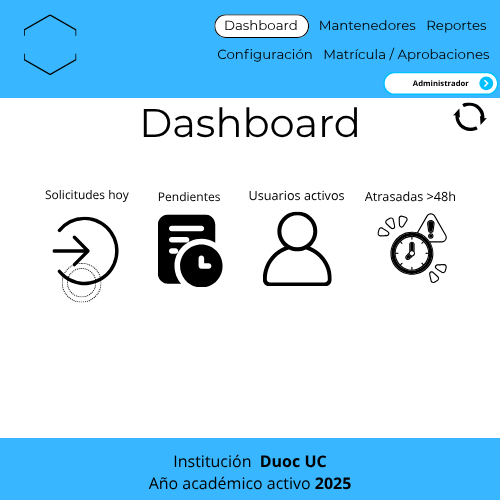 Dashboard Mantenedores Reportes
Configuración Matrícula / Aprobaciones
Administrador
Dashboard
Solicitudes hoy Pendientes Usuarios activos Atrasadas >48h
Institución Duoc UC
Año académico activo 2025